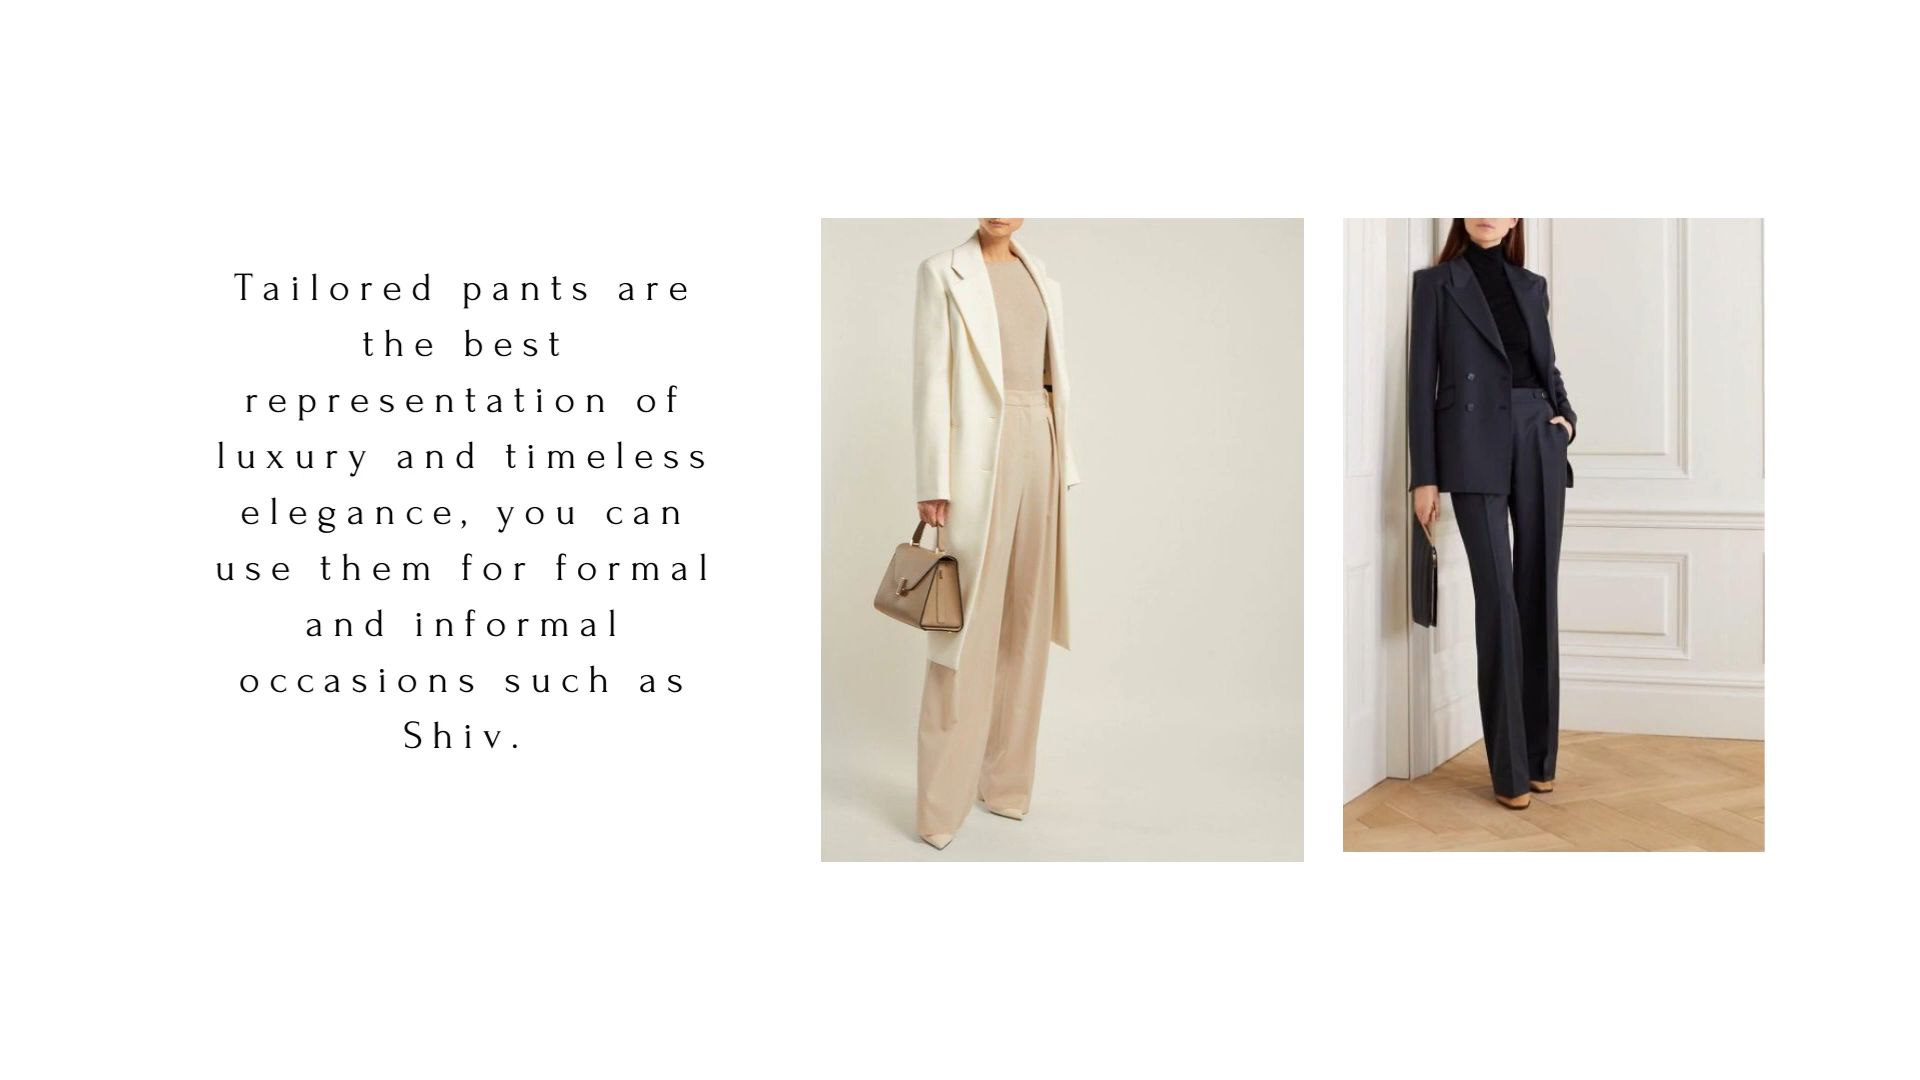 Tailored pants are
the best
representation of
luxury and timeless
elegance, you can
use them for formal
and informal
occasions such as
Shiv.